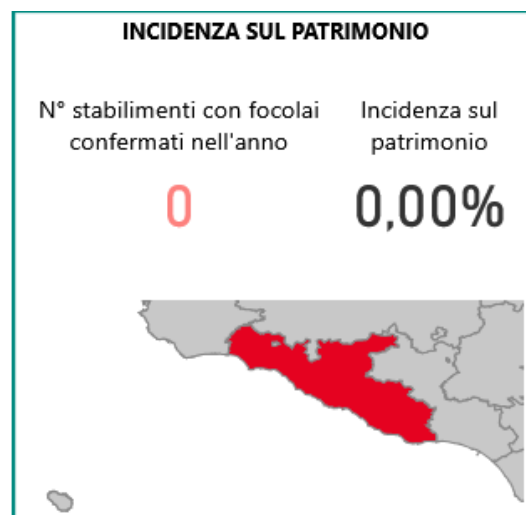 INCIDENZA SUL PATRIMONIO
N° stabilimenti con focolai
confermati nell'anno
0
Incidenza sul
patrimonio
0,00%